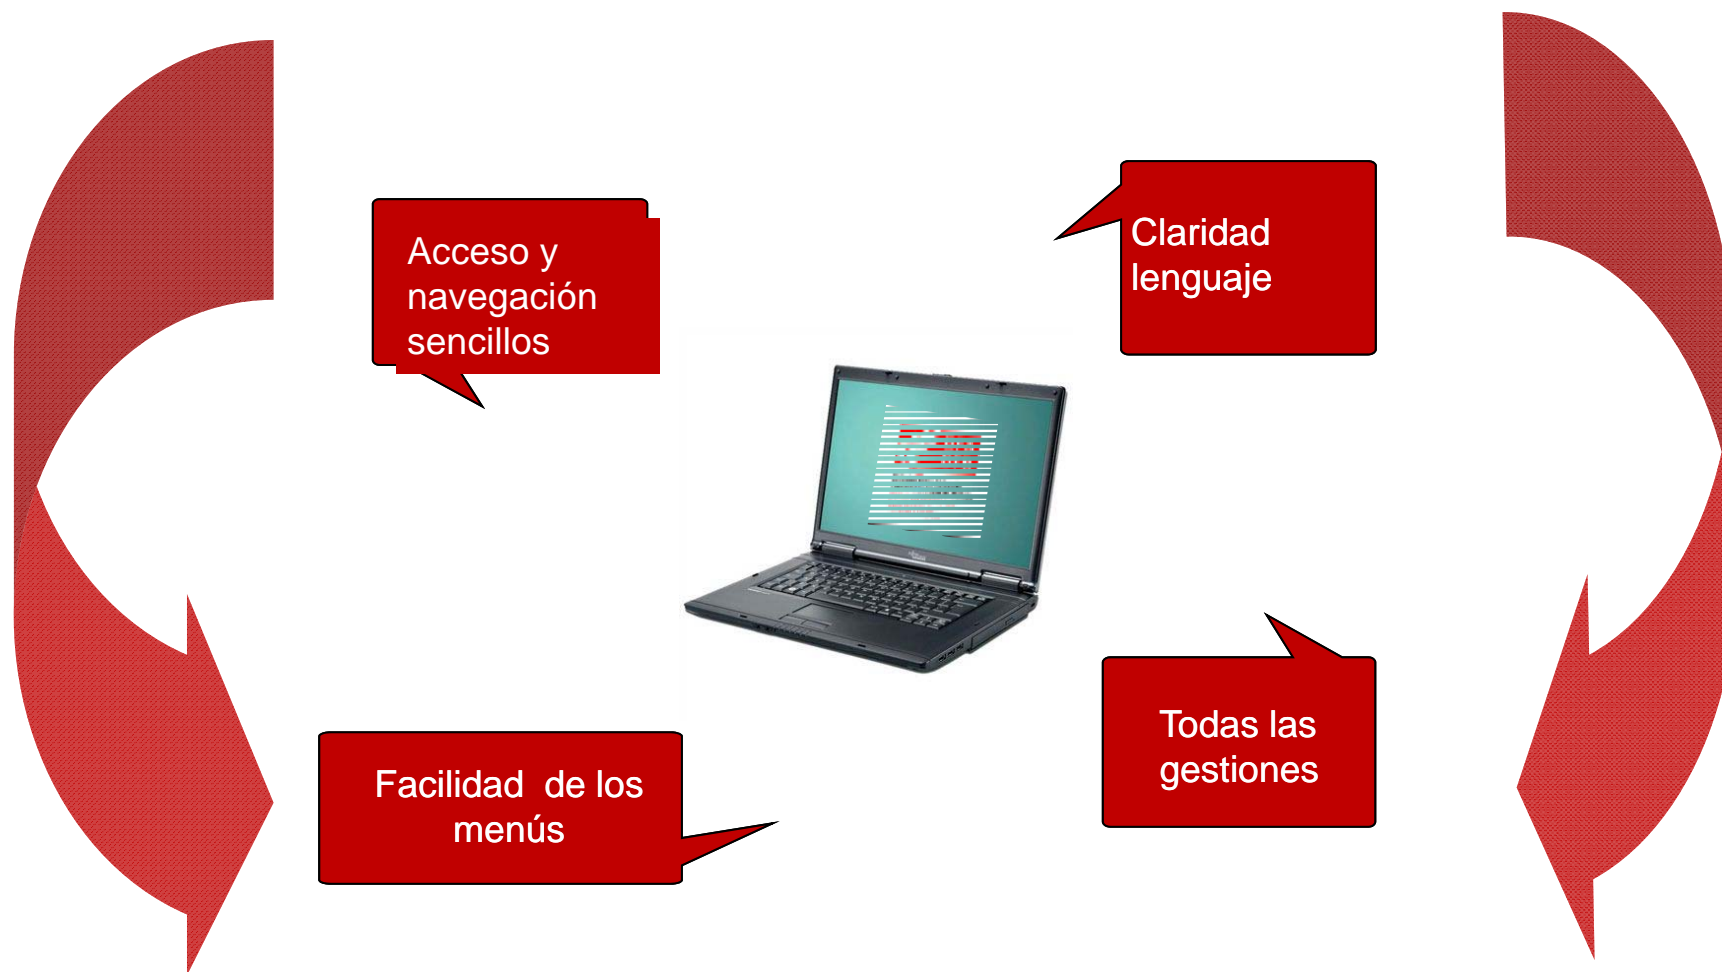 Acceso y
navegación
sencillos
Claridad
lenguaje
Facilidad  de los
menús
Todas las
gestiones